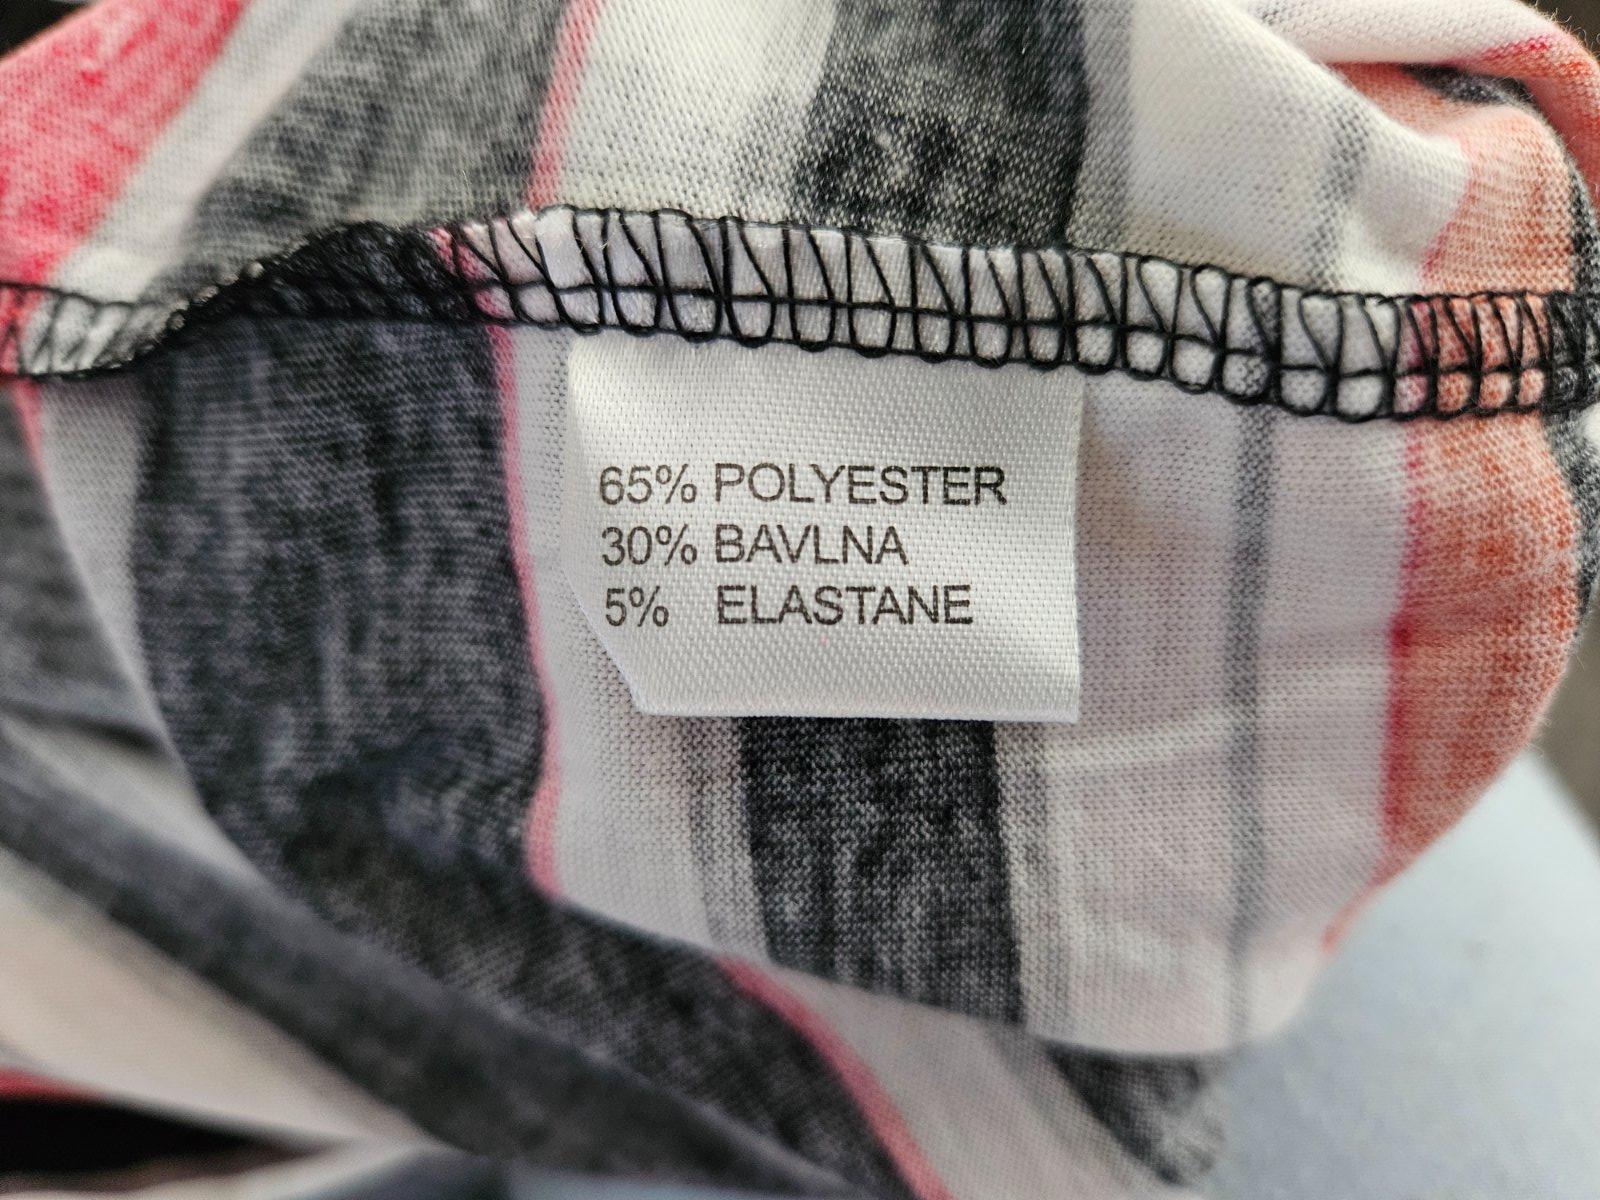 65% POLYESTER
30% BAVLNA
5% ELASTANE